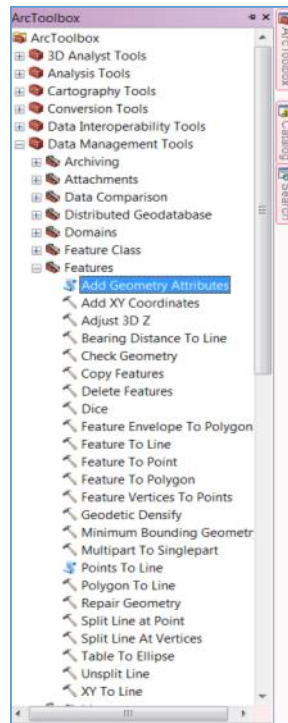 ArcToolbox
ArcToolbox
3D Analyst Tools
Analysis Tools
Cartography Tools
Conversion Tools
Data Interoperability Tools
Data Management Tools
Archiving
Attachments
Data Comparison
Distributed Geodatabase
Domains
Feature Class
Features
Add Geometry Attributes
Add XY Coordinates
Adjust 3D Z
Bearing Distance To Line
Check Geometry
Copy Features
Delete Features
Dice
Feature Envelope To Polygon
Feature To Line
Feature To Point
Feature To Polygon
Feature Vertices To Points
Geodetic Densify
Minimum Bounding Geometr
Multipart To Singlepart
Points To Line
Polygon To Line
Repair Geometry
Split Line at Point
Split Line At Vertices
Table To Ellipse
Unsplit Line
XY To Line
ArcToolbox
Catalog
Search